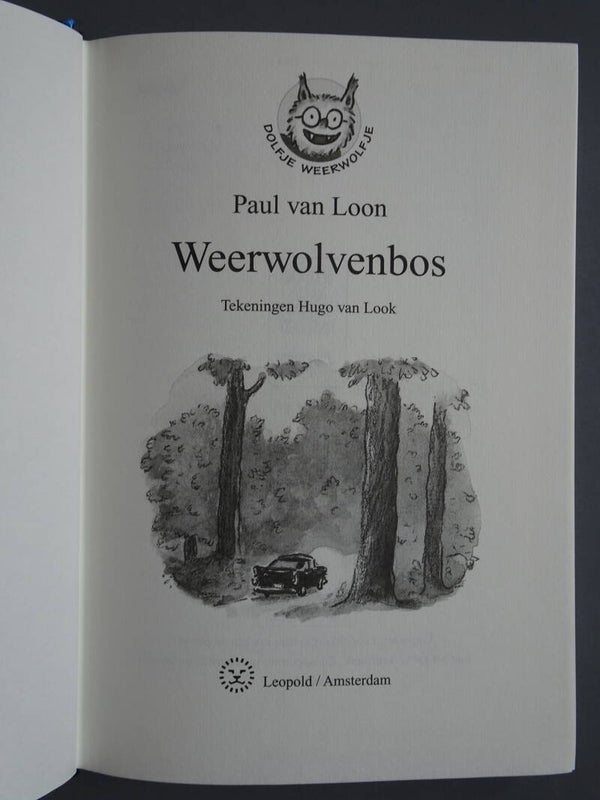 DOLFJE WEERWOLFJE
Paul van Loon
Weerwolvenbos
Tekeningen Hugo van Look
Leopold / Amsterdam